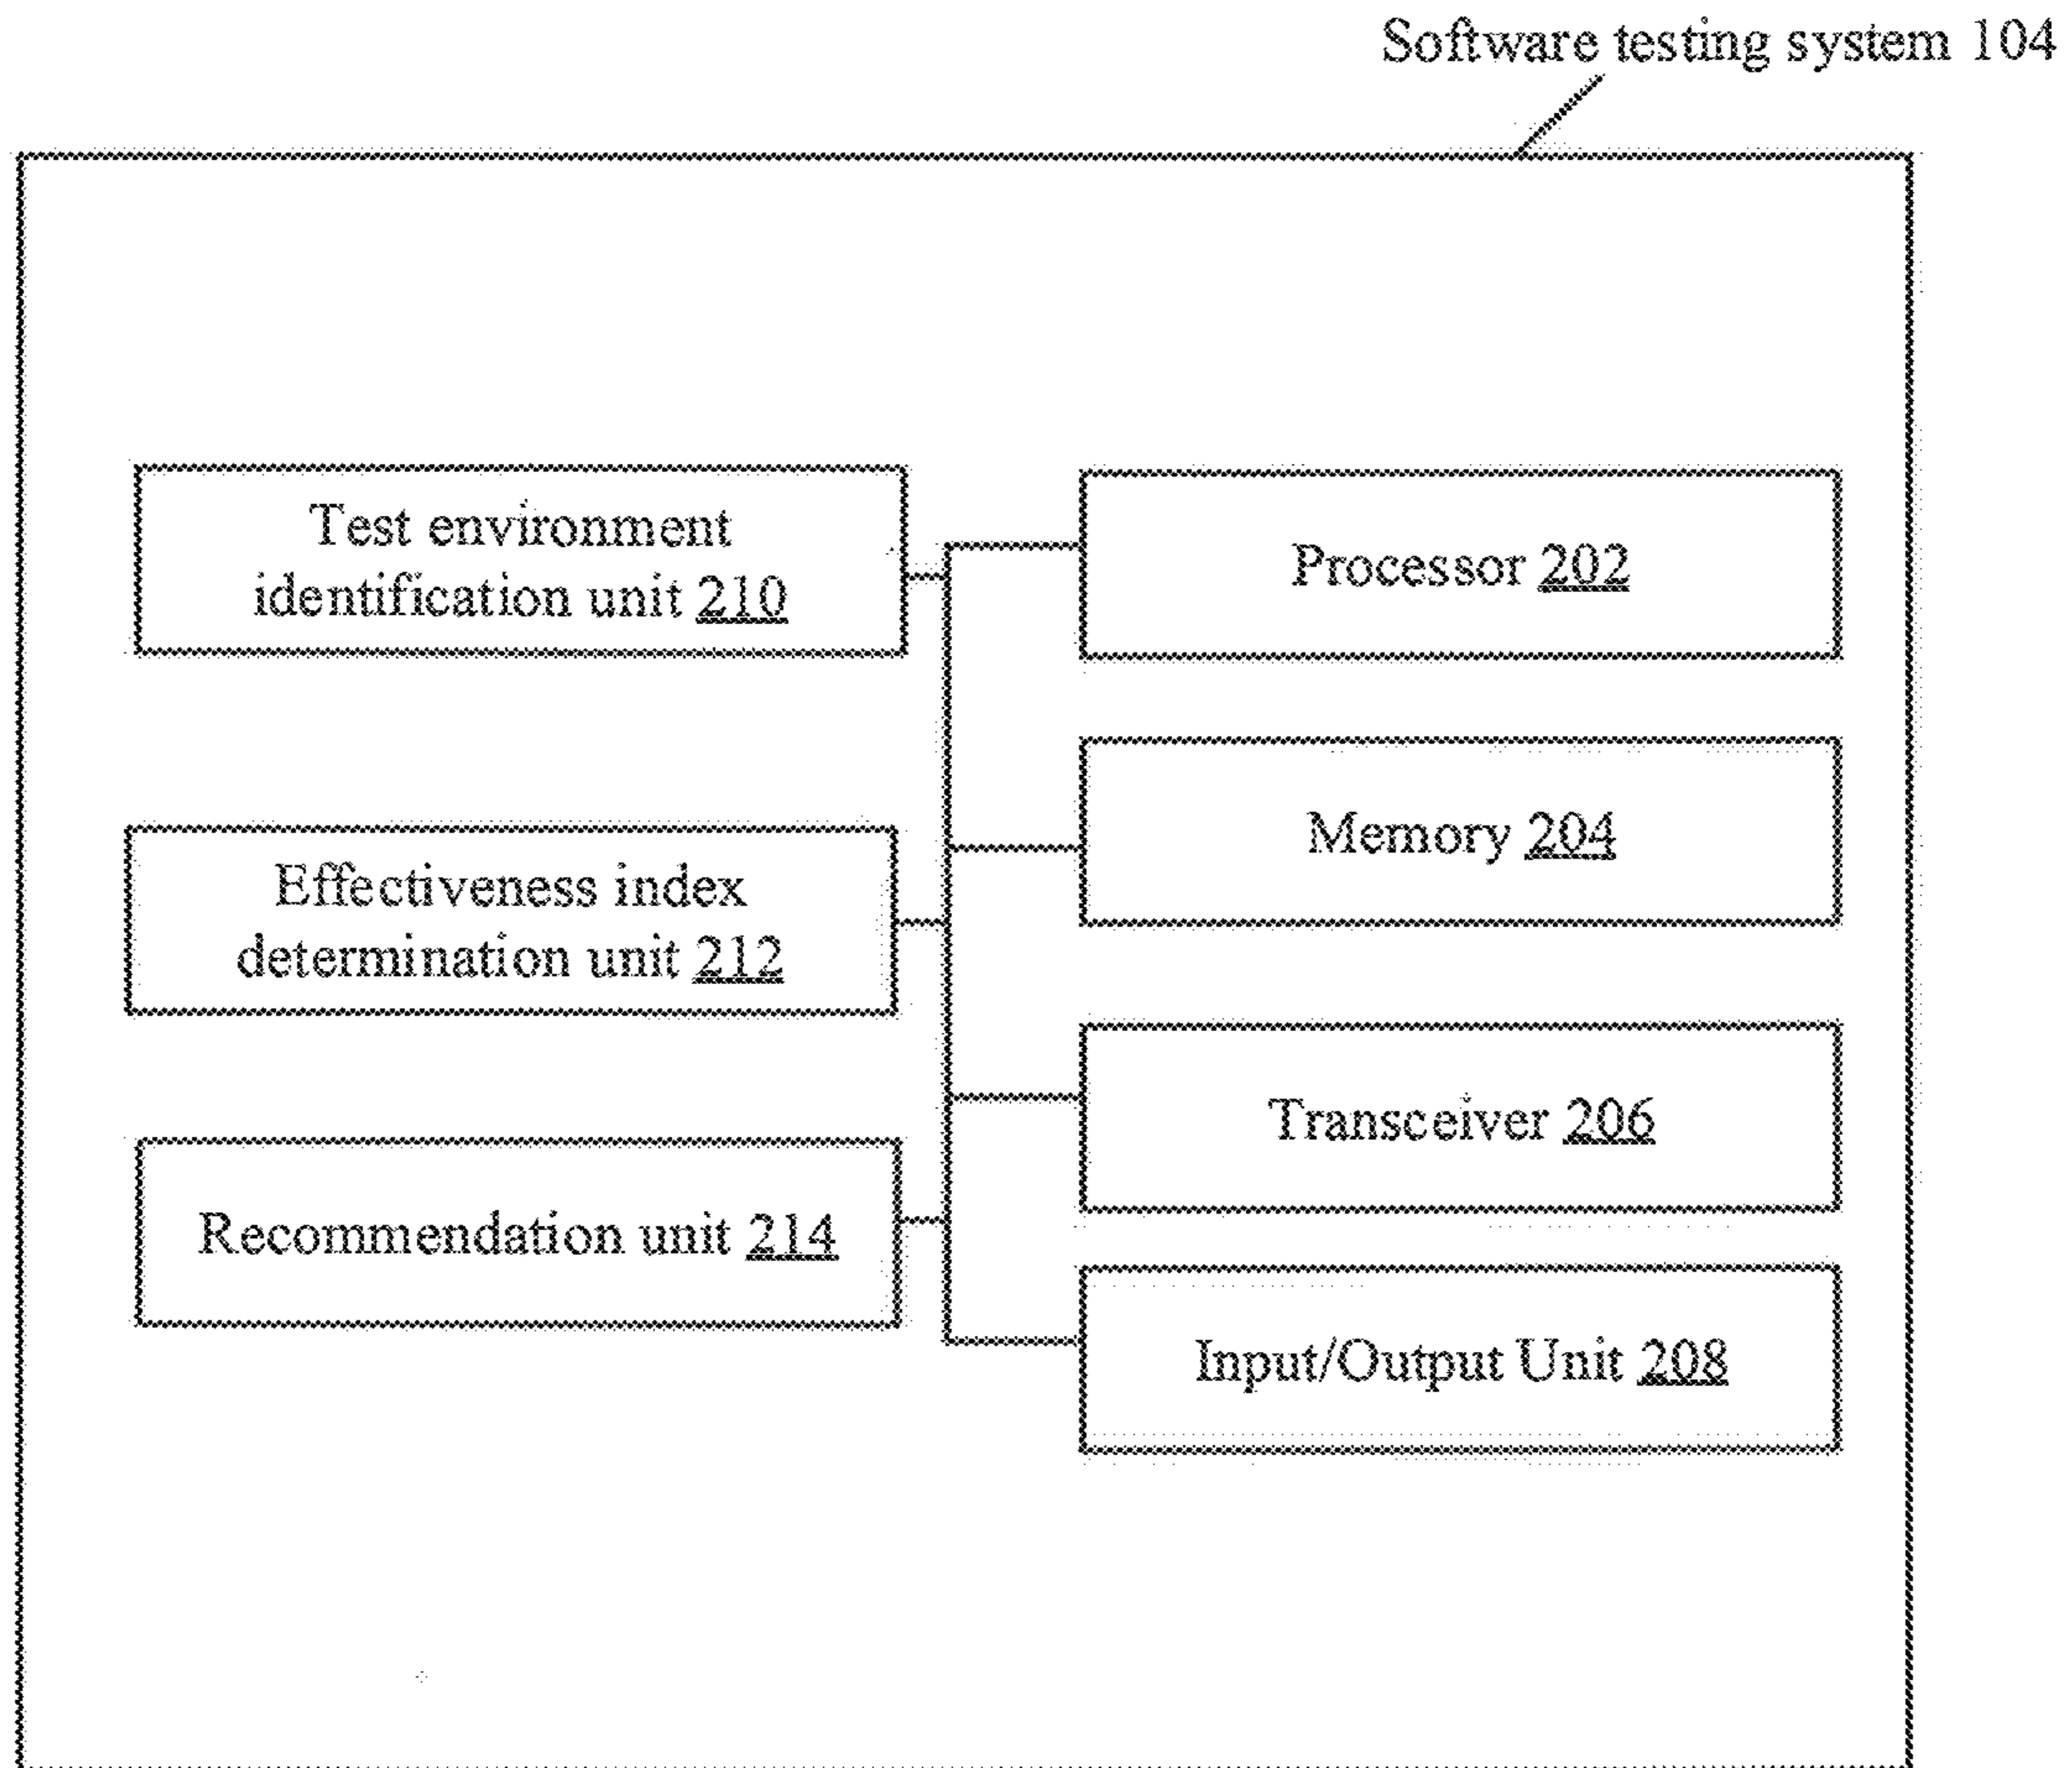 Software testing system 104
Test environment
identification unit 210
Processor 202
Memory 204
Effectiveness index
determination unit 212
Transceiver 206
Recommendation unit 214
Input/Output Unit 208